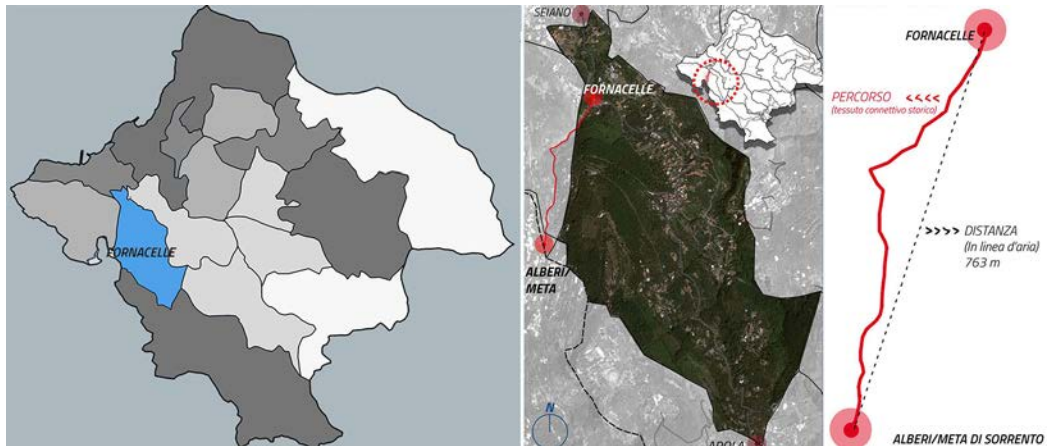 FORNACELLE
SEIANO
FORNACELLE
ALBERI/
META
N
FORNACELLE
PERCORSO <<<<
(tessuto connettivo storico)
>>>> DISTANZA
(In linea d'aria)
763 m
ALBERI/META DI SORRENTO